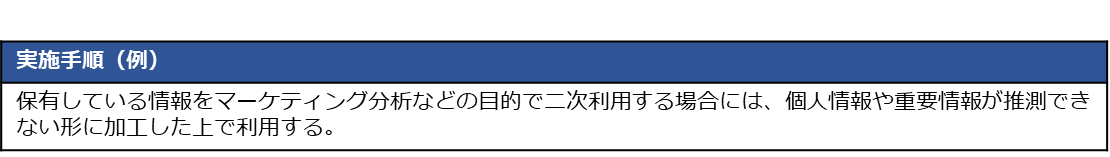 実施手順（例）
保有している情報をマーケティング分析などの目的で二次利用する場合には、個人情報や重要情報が推測でき
ない形に加工した上で利用する。